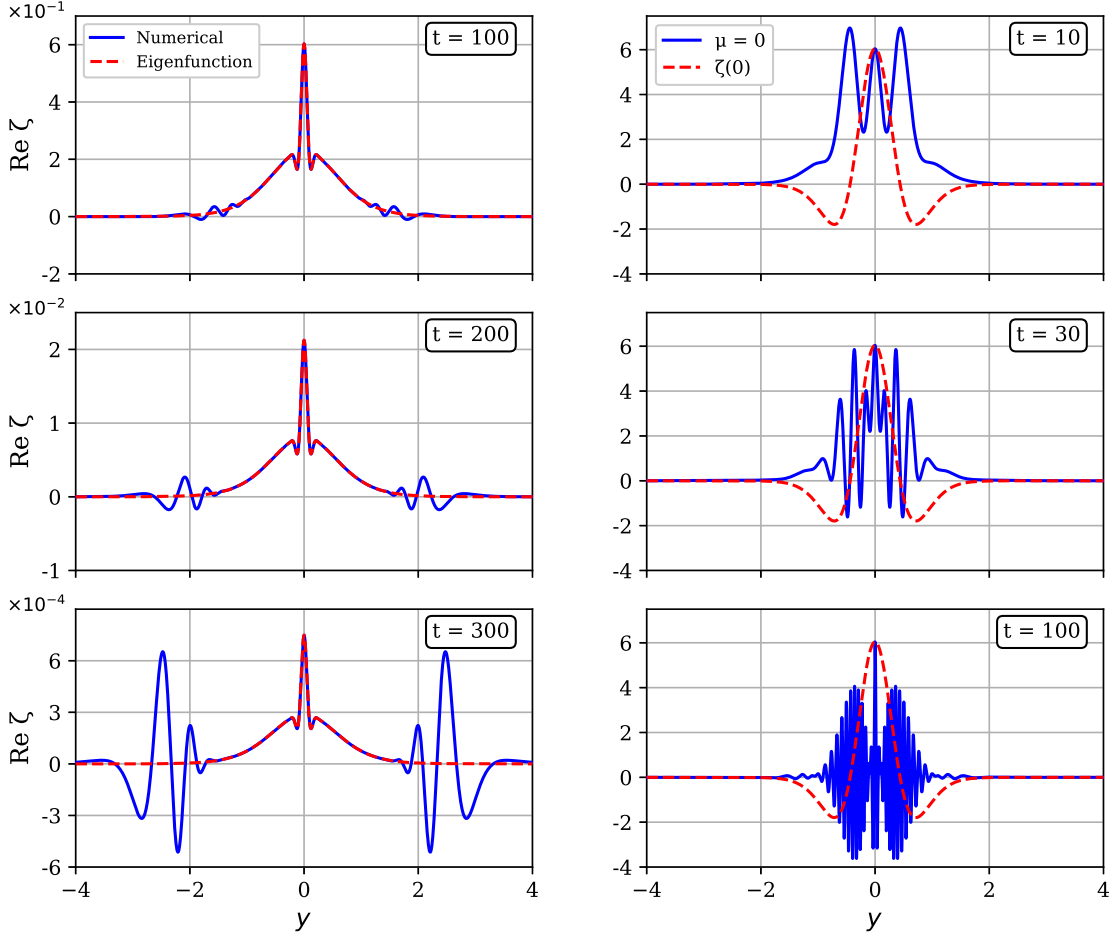 ×10⁻¹
Numerical
Eigenfunction
t = 100
6
4
2
0
-2
Re ζ
μ = 0
ζ(0)
t = 10
6
4
2
0
-2
-4
×10⁻²
t = 200
2
1
0
-1
Re ζ
t = 30
6
4
2
0
-2
-4
×10⁻⁴
t = 300
6
3
0
-3
-6
Re ζ
−4 −2 0 2 4
y
t = 100
6
4
2
0
-2
-4
−4 −2 0 2 4
y